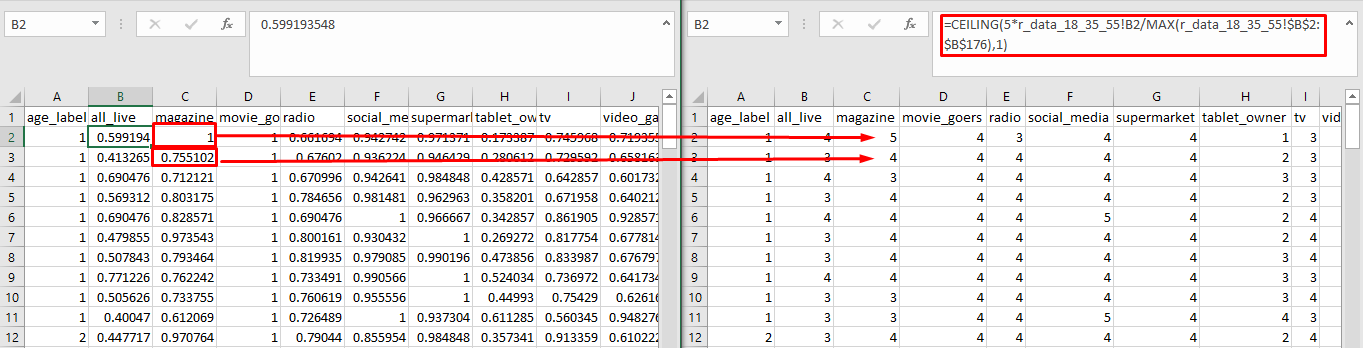 B2 fx 0.599193548
A B C D E F G H I J
1 age_label all_live magazine movie_go radio social_me supermarl tablet_ow tv video_ga
2 1 0.599194 1 1 0.661694 0.942742 0.971371 0.173387 0.745968 0.719355
3 1 0.413265 0.755102 1 0.67602 0.936224 0.946429 0.280612 0.729592 0.658163
4 1 0.690476 0.712121 1 0.670996 0.942641 0.984848 0.428571 0.642857 0.601732
5 1 0.569312 0.803175 1 0.784656 0.981481 0.962963 0.358201 0.671958 0.640212
6 1 0.690476 0.828571 1 0.690476 1 0.966667 0.342857 0.861905 0.928571
7 1 0.479855 0.973543 1 0.800161 0.930432 1 0.269272 0.817754 0.677814
8 1 0.507843 0.793464 1 0.819935 0.979085 0.990196 0.473856 0.833987 0.676797
9 1 0.771226 0.762242 1 0.733491 0.990566 1 0.524034 0.736972 0.641734
10 1 0.505626 0.733755 1 0.760619 0.955556 1 0.44993 0.75429 0.62616
11 1 0.40047 0.612069 1 0.726489 1 0.937304 0.611285 0.560345 0.948276
12 2 0.447717 0.970764 1 0.79044 0.855954 0.984848 0.357341 0.913359 0.610222
B2 fx =CEILING(5*r_data_18_35_55!B2/MAX(r_data_18_35_55!$B$2:
$B$176),1)
A B C D E F G H I
1 age_label all_live magazine movie_goers radio social_media supermarket tablet_owner tv vid
2 1 4 5 4 3 4 4 1 3
3 1 3 4 4 4 4 4 2 3
4 1 4 3 4 4 4 4 3 3
5 1 3 4 4 4 4 4 2 3
6 1 4 4 4 4 5 4 2 4
7 1 3 4 4 4 4 4 2 4
8 1 3 4 4 4 4 4 3 4
9 1 4 4 4 4 4 4 3 3
10 1 3 3 4 4 4 4 3 4
11 1 3 3 4 4 5 4 4 3
12 2 3 4 4 4 4 4 2 4